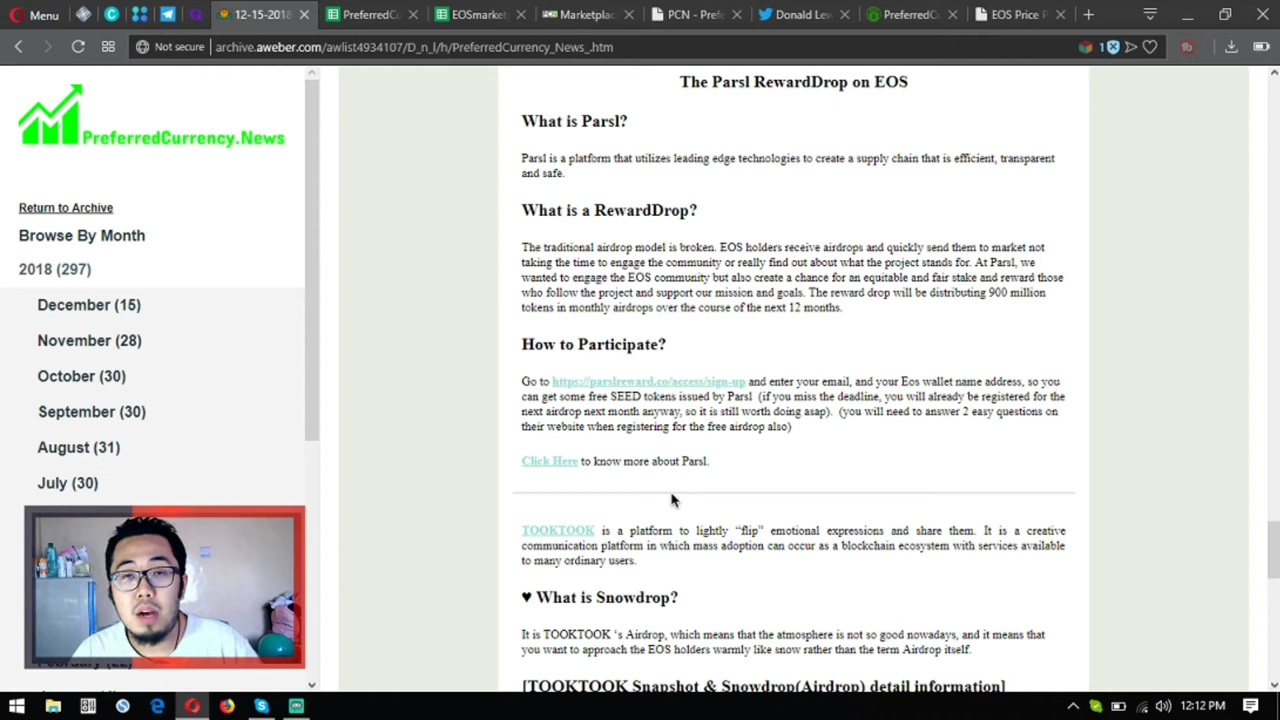 Menu
12-15-2018
PreferredCu
EOSmarket
Marketplac
PCN - Prefe
Donald Lew
PreferredC
EOS Price P
Not secure
archive.aweber.com/awlist4934107/D_n_l/h/PreferredCurrency_News_.htm
1
PreferredCurrency.News
Return to Archive
Browse By Month
2018 (297)
December (15)
November (28)
October (30)
September (30)
August (31)
July (30)
The Parsl RewardDrop on EOS
What is Parsl?
Parsl is a platform that utilizes leading edge technologies to create a supply chain that is efficient, transparent
and safe.
What is a RewardDrop?
The traditional airdrop model is broken. EOS holders receive airdrops and quickly send them to market not
taking the time to engage the community or really find out about what the project stands for. At Parsl, we
wanted to engage the EOS community but also create a chance for an equitable and fair stake and reward those
who follow the project and support our mission and goals. The reward drop will be distributing 900 million
tokens in monthly airdrops over the course of the next 12 months.
How to Participate?
Go to https://parslreward.co/access/sign-up and enter your email, and your Eos wallet name address, so you
can get some free SEED tokens issued by Parsl (if you miss the deadline, you will already be registered for the
next airdrop next month anyway, so it is still worth doing asap). (you will need to answer 2 easy questions on
their website when registering for the free airdrop also)
Click Here to know more about Parsl.
TOOKTOOK is a platform to lightly “flip” emotional expressions and share them. It is a creative
communication platform in which mass adoption can occur as a blockchain ecosystem with services available
to many ordinary users.
♥ What is Snowdrop?
It is TOOKTOOK ‘s Airdrop, which means that the atmosphere is not so good nowadays, and it means that
you want to approach the EOS holders warmly like snow rather than the term Airdrop itself.
[TOOKTOOK Snapshot & Snowdrop(Airdrop) detail information]
12:12 PM